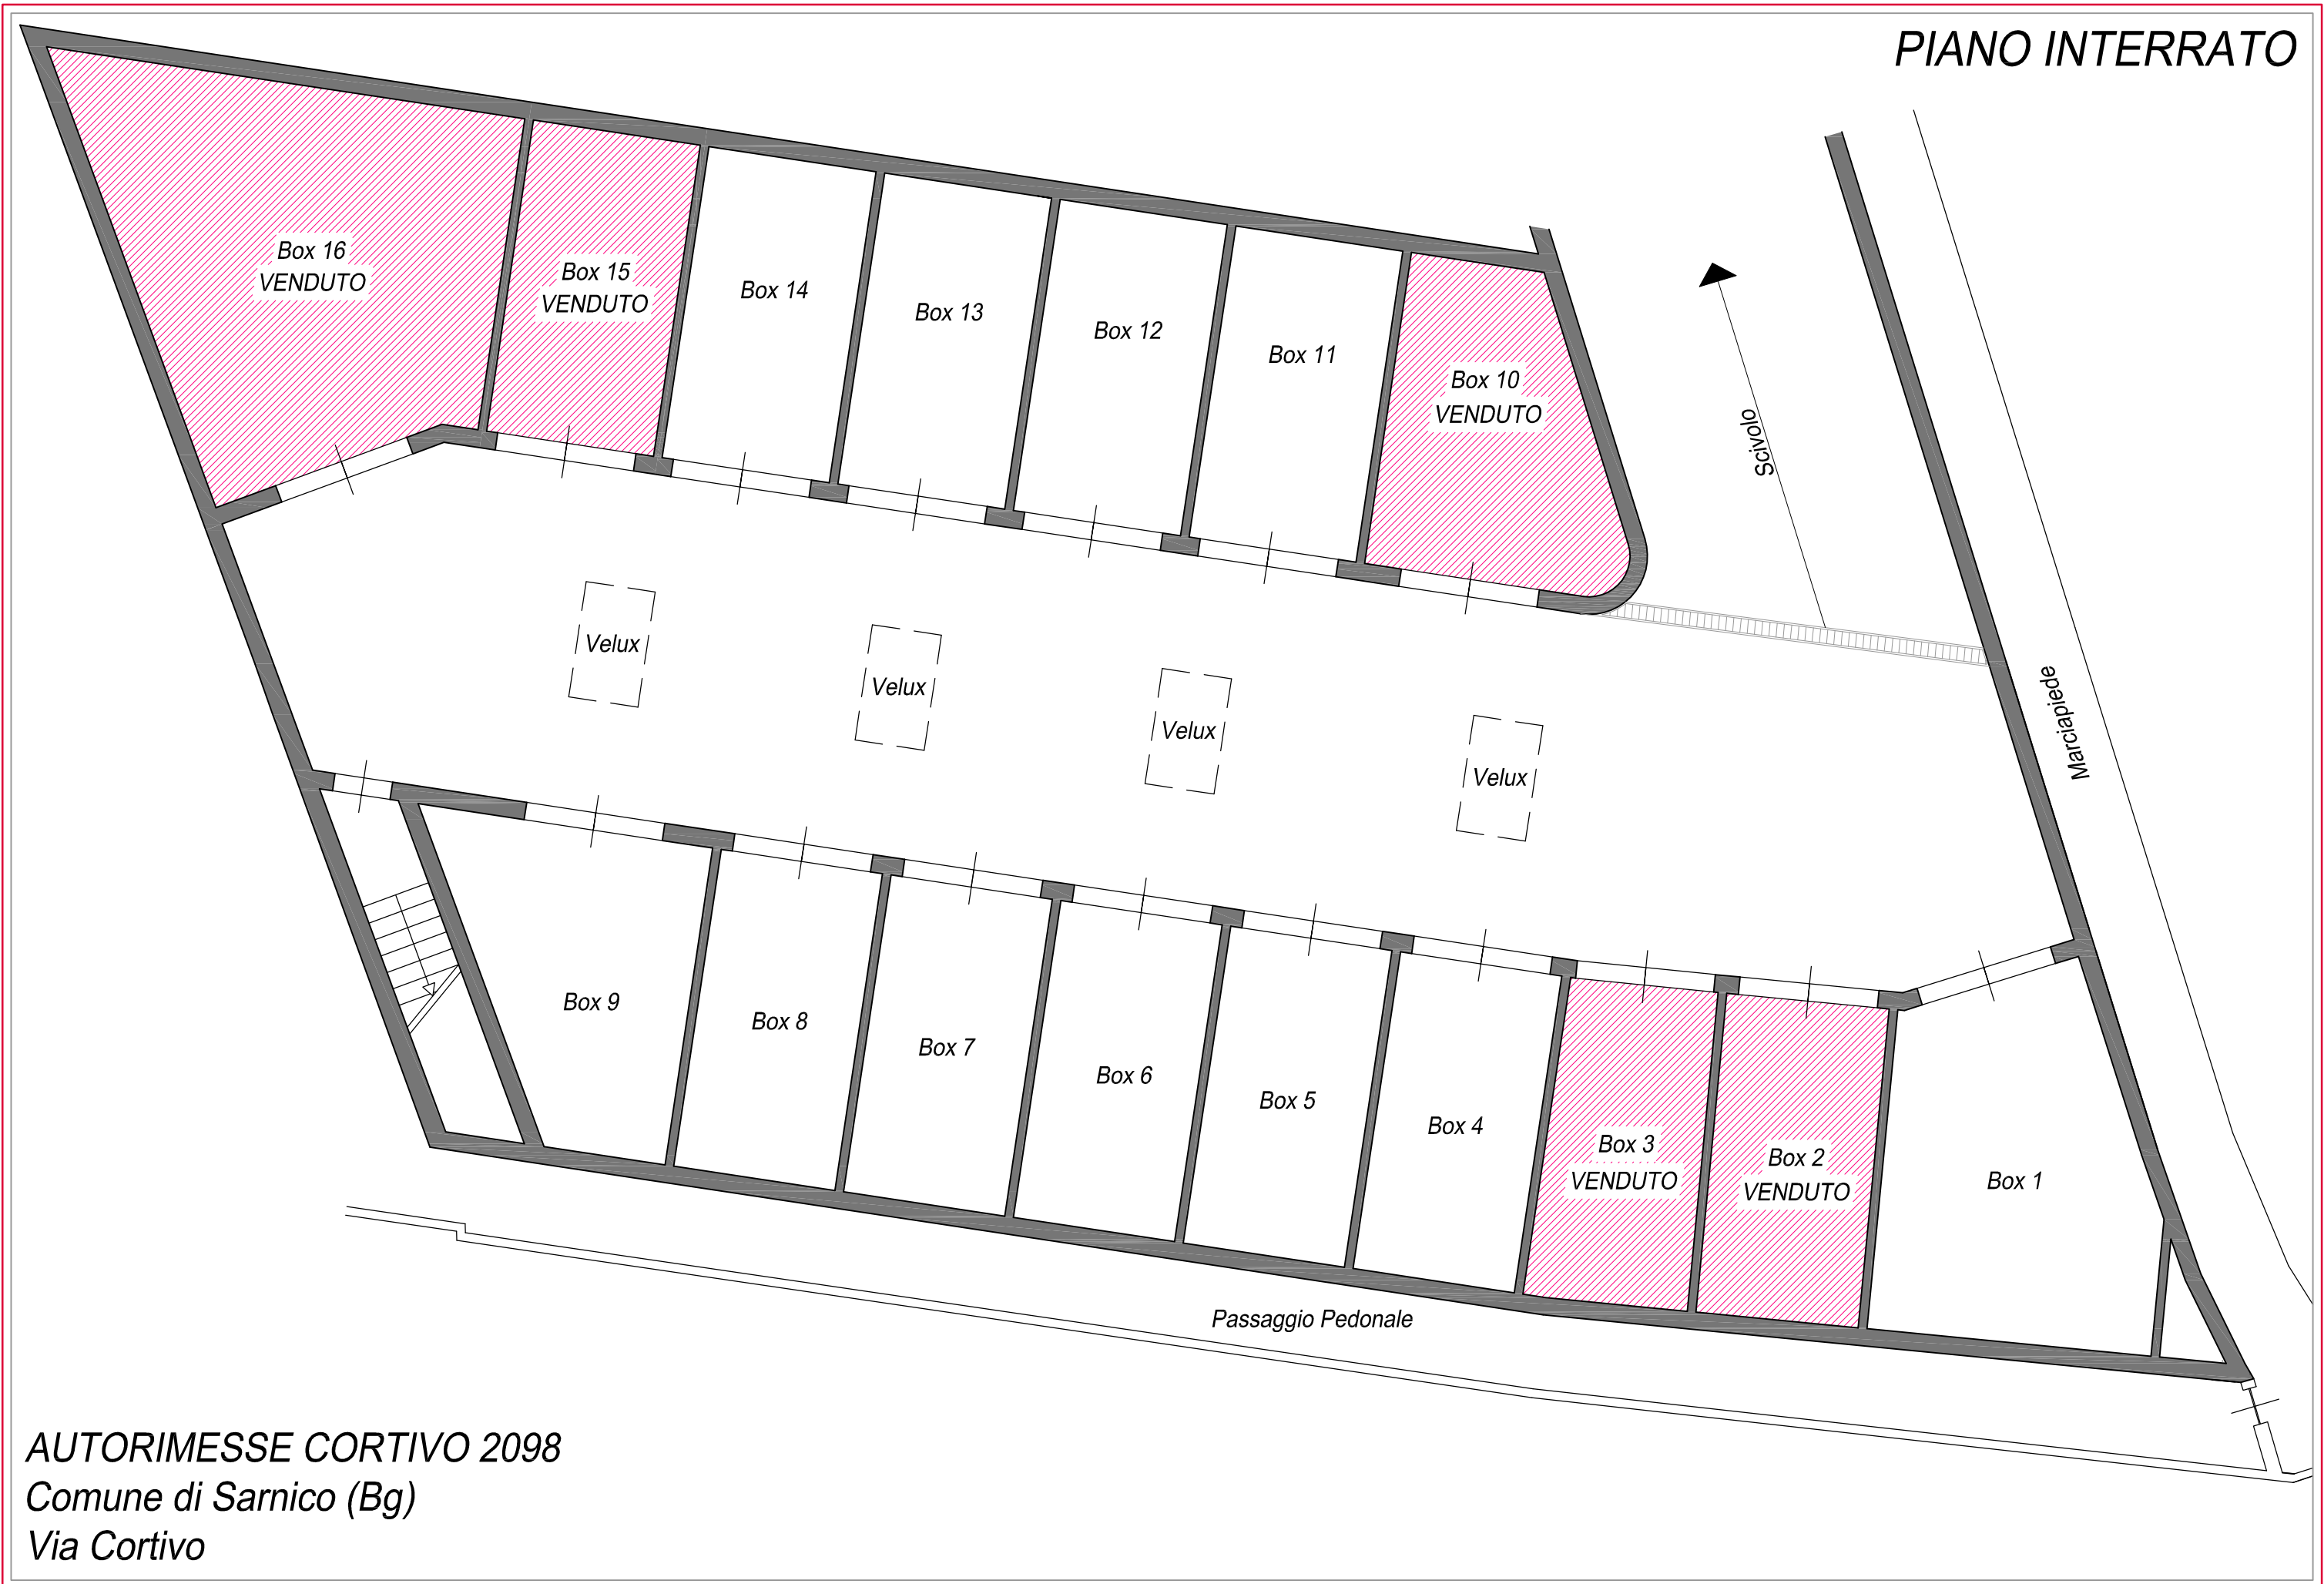 PIANO INTERRATO
Box 16
VENDUTO
Box 15
VENDUTO
Box 14
Box 13
Box 12
Box 11
Box 10
VENDUTO
Scivolo
Marciapiede
Velux
Velux
Velux
Velux
Box 9
Box 8
Box 7
Box 6
Box 5
Box 4
Box 3
VENDUTO
Box 2
VENDUTO
Box 1
Passaggio Pedonale
AUTORIMESSE CORTIVO 2098
Comune di Sarnico (Bg)
Via Cortivo